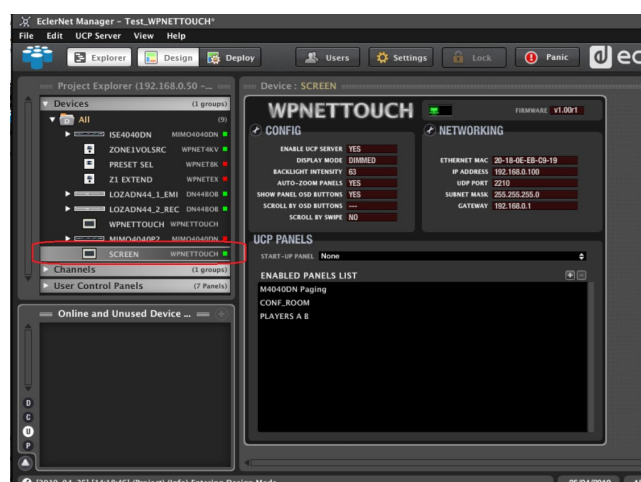 EclerNet Manager - Test_WPNETTOUCH*
File Edit UCP Server View Help
Explorer Design Deploy Users Settings Lock Panic ec
Project Explorer (192.168.0.50 -...
Devices (1 groups)
All (9)
ISE4040DN MIMO4040DN
ZONE1VOLSRC WPNET4KV
PRESET SEL WPNET8K
Z1 EXTEND WPNETEX
LOZADN44_1_EMI DN44BOB
LOZADN44_2_REC DN44BOB
WPNETTOUCH WPNETTOUCH
MIMO4040P2 MIMO4040DN
SCREEN WPNETTOUCH
Channels (1 groups)
User Control Panels (7 Panels)
Online and Unused Device ...
D
C
U
P
Device : SCREEN
WPNETTOUCH
FIRMWARE v1.00r1
CONFIG
ENABLE UCP SERVER YES
DISPLAY MODE DIMMED
BACKLIGHT INTENSITY 63
AUTO-ZOOM PANELS YES
SHOW PANEL OSD BUTTONS YES
SCROLL BY OSD BUTTONS ---
SCROLL BY SWIPE NO
NETWORKING
ETHERNET MAC 20-18-0E-EB-C9-19
IP ADDRESS 192.168.0.100
UDP PORT 2210
SUBNET MASK 255.255.255.0
GATEWAY 192.168.0.1
UCP PANELS
START-UP PANEL None
ENABLED PANELS LIST
M4040DN Paging
CONF_ROOM
PLAYERS A B